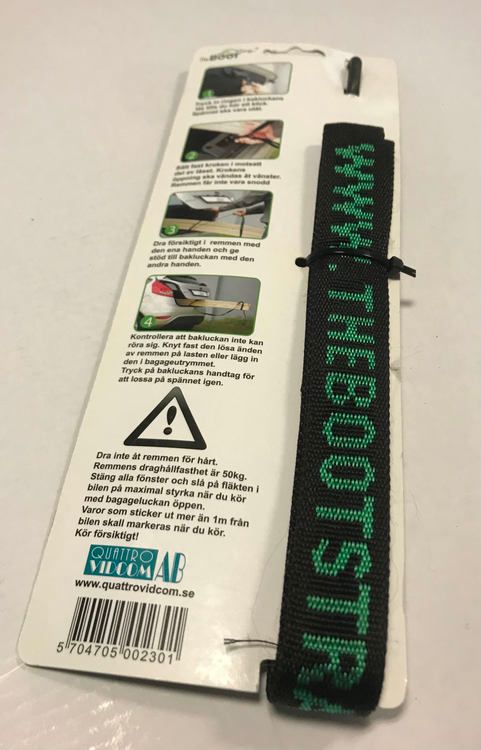 The
BOOT
1
Tryck in ringen i bakluckans
lås tills du hör ett klick.
Spännet ska vara utåt.
2
Sätt fast kroken i motsatt
del av låset. Krokens
öppning ska vändas åt vänster.
Remmen får inte vara snodd
3
Dra försiktigt i remmen med
den ena handen och ge
stöd till bakluckan med den
andra handen.
4
Kontrollera att bakluckan inte kan
röra sig. Knyt fast den lösa änden
av remmen på lasten eller lägg in
den i bagageutrymmet.
Tryck på bakluckans handtag för
att lossa på spännet igen.
Dra inte åt remmen för hårt.
Remmens draghållfasthet är 50kg.
Stäng alla fönster och slå på fläkten i
bilen på maximal styrka när du kör
med bagageluckan öppen.
Varor som sticker ut mer än 1m från
bilen skall markeras när du kör.
Kör försiktigt!
QUATTRO
VIDCOM AB
www.quattrovidcom.se
5 704705 002301
WWW.THEBOOTSTRA